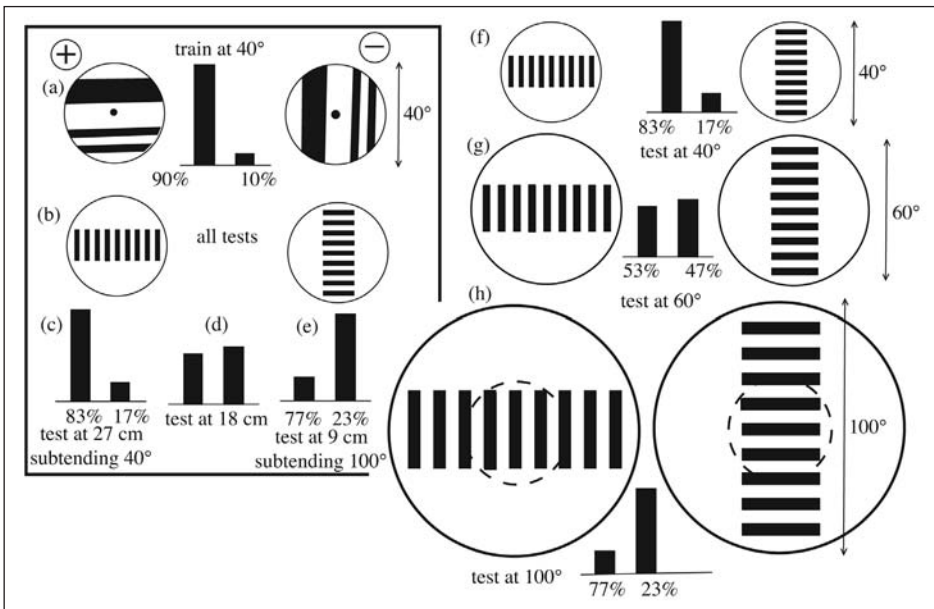 +
−
train at 40°
(a)
40°
90% 10%
(b)
all tests
(c)
(d)
(e)
83% 17%
test at 27 cm
subtending 40°
test at 18 cm
77% 23%
test at 9 cm
subtending 100°
(f)
83% 17%
test at 40°
40°
(g)
53% 47%
test at 60°
60°
(h)
100°
test at 100°
77% 23%